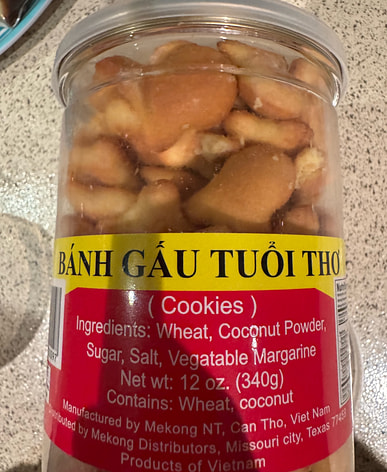 BÁNH GẤU TUỔI THƠ
( Cookies )
Ingredients: Wheat, Coconut Powder,
Sugar, Salt, Vegatable Margarine
Net wt: 12 oz. (340g)
Contains: Wheat, coconut
Manufactured by Mekong NT, Can Tho, Viet Nam
Distributed by Mekong Distributors, Missouri city, Texas 77459
Products of Vietnam